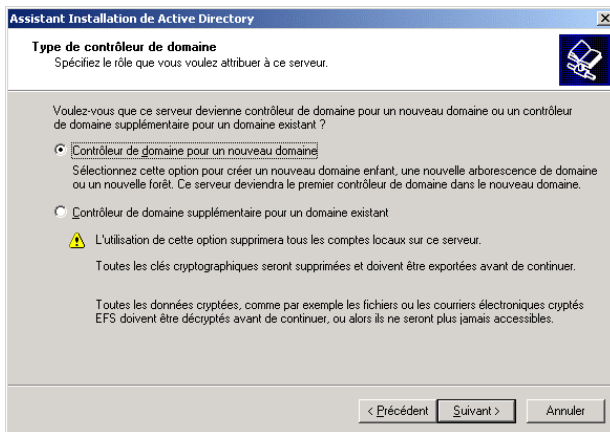 Assistant Installation de Active Directory
Type de contrôleur de domaine
Spécifiez le rôle que vous voulez attribuer à ce serveur.
Voulez-vous que ce serveur devienne contrôleur de domaine pour un nouveau domaine ou un contrôleur
de domaine supplémentaire pour un domaine existant ?
Contrôleur de domaine pour un nouveau domaine
Sélectionnez cette option pour créer un nouveau domaine enfant, une nouvelle arborescence de domaine
ou un nouvelle forêt. Ce serveur deviendra le premier contrôleur de domaine dans le nouveau domaine.
Contrôleur de domaine supplémentaire pour un domaine existant
L'utilisation de cette option supprimera tous les comptes locaux sur ce serveur.
Toutes les clés cryptographiques seront supprimées et doivent être exportées avant de continuer.
Toutes les données cryptées, comme par exemple les fichiers ou les courriers électroniques cryptés
EFS doivent être décryptés avant de continuer, ou alors ils ne seront plus jamais accessibles.
< Précédent Suivant > Annuler